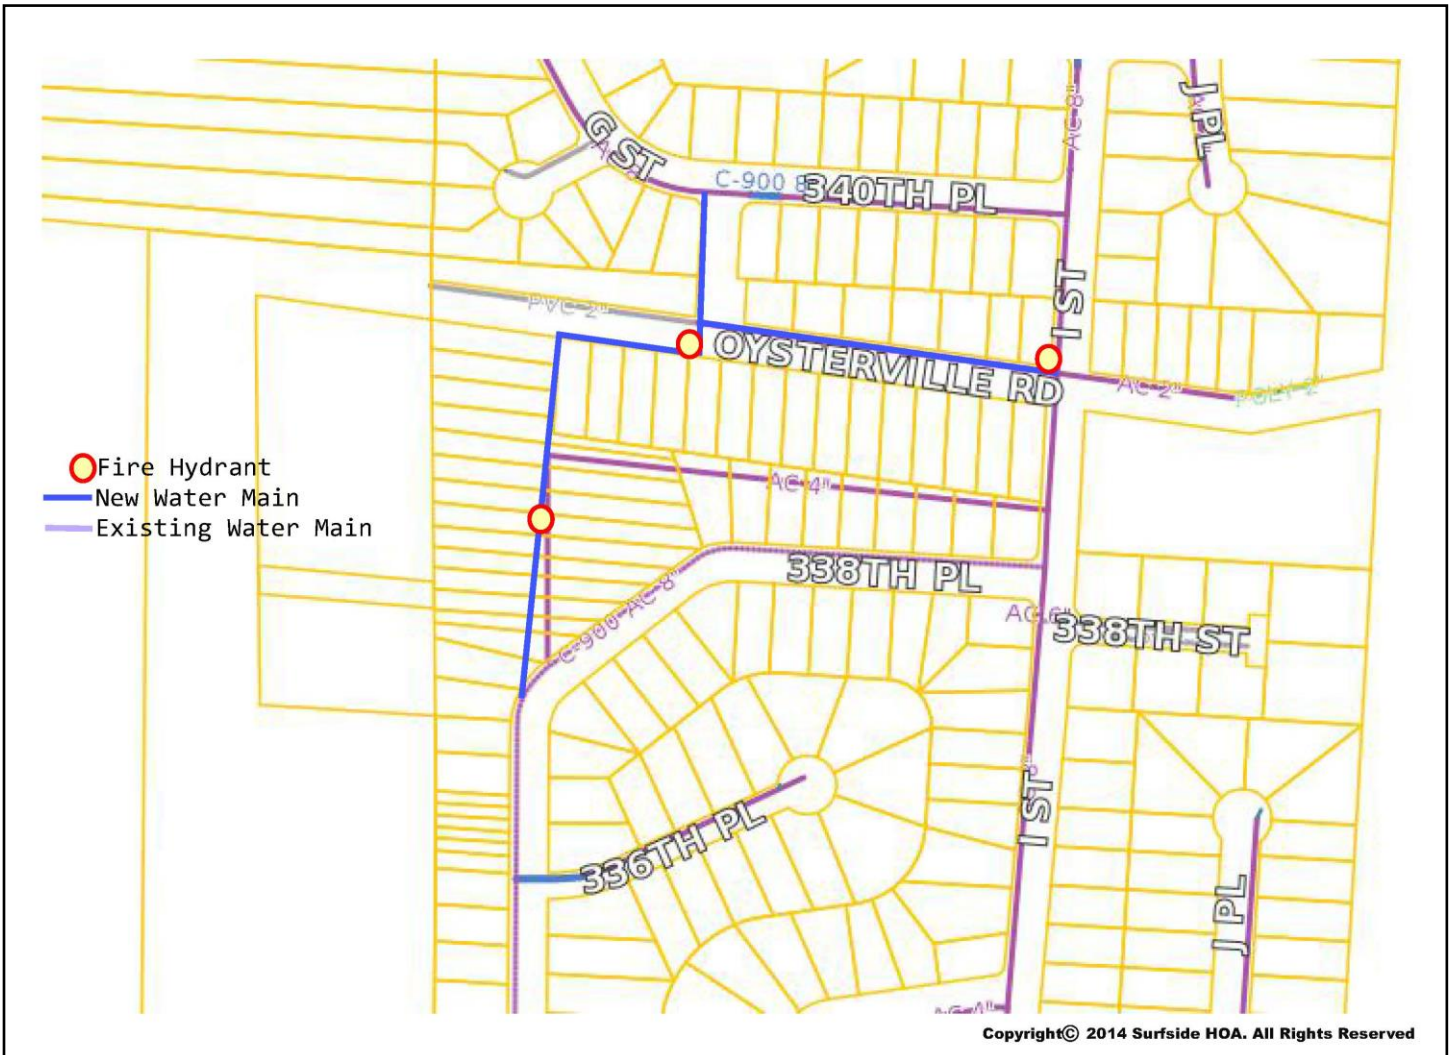 J PL
AC-8"
G ST
C-900 8
340TH PL
I ST
PVC-2"
OYSTERVILLE RD
AC-2"
POLY-2"
Fire Hydrant
New Water Main
Existing Water Main
AC-4"
338TH PL
C-900-AC-8"
AC-6"
338TH ST
I ST
336TH PL
J PL
AC-4"
Copyright© 2014 Surfside HOA. All Rights Reserved